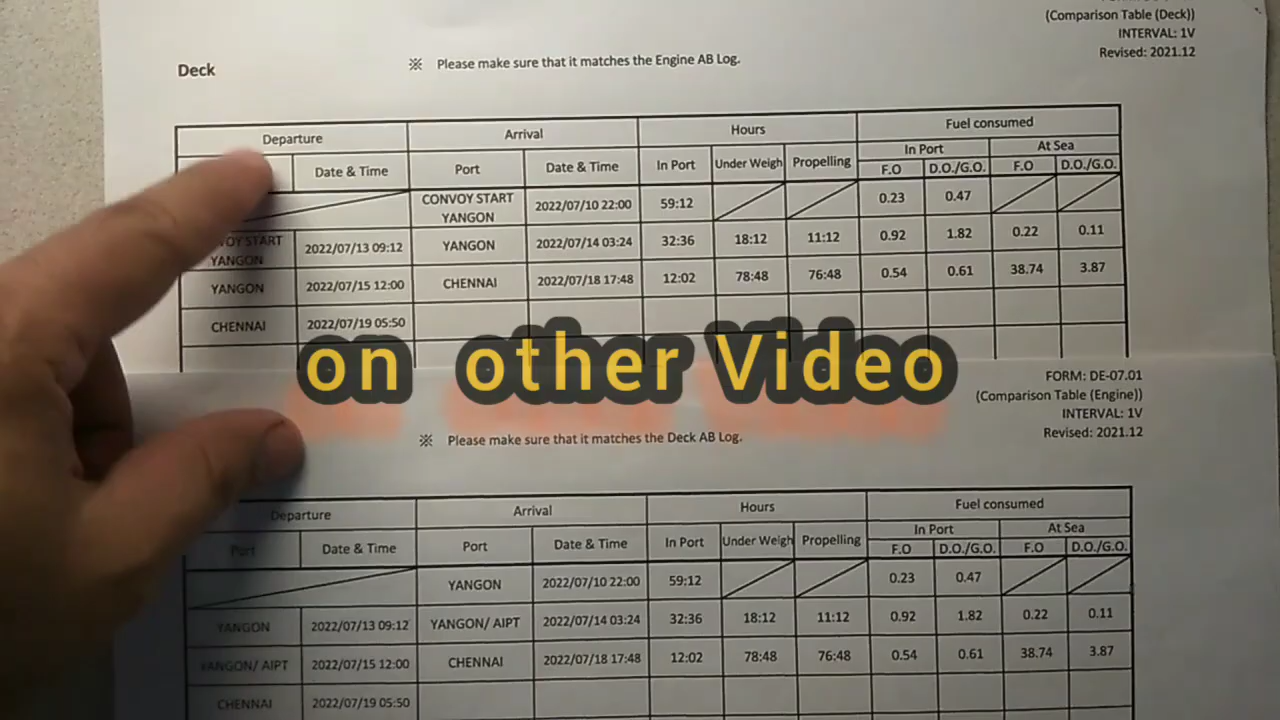 (Comparison Table (Deck))
INTERVAL: 1V
Revised: 2021.12
Deck
※ Please make sure that it matches the Engine AB Log.
Departure Arrival Hours Fuel consumed
In Port At Sea
Date & Time Port Date & Time In Port Under Weigh Propelling F.O D.O./G.O. F.O D.O./G.O.
CONVOY START
YANGON 2022/07/10 22:00 59:12 0.23 0.47
START
YANGON 2022/07/13 09:12 YANGON 2022/07/14 03:24 32:36 18:12 11:12 0.92 1.82 0.22 0.11
YANGON 2022/07/15 12:00 CHENNAI 2022/07/18 17:48 12:02 78:48 76:48 0.54 0.61 38.74 3.87
CHENNAI 2022/07/19 05:50
on other Video
FORM: DE-07.01
(Comparison Table (Engine))
INTERVAL: 1V
Revised: 2021.12
※ Please make sure that it matches the Deck AB Log.
Departure Arrival Hours Fuel consumed
In Port At Sea
Port Date & Time Port Date & Time In Port Under Weigh Propelling F.O D.O./G.O. F.O D.O./G.O.
YANGON 2022/07/10 22:00 59:12 0.23 0.47
YANGON 2022/07/13 09:12 YANGON/ AIPT 2022/07/14 03:24 32:36 18:12 11:12 0.92 1.82 0.22 0.11
YANGON/ AIPT 2022/07/15 12:00 CHENNAI 2022/07/18 17:48 12:02 78:48 76:48 0.54 0.61 38.74 3.87
CHENNAI 2022/07/19 05:50